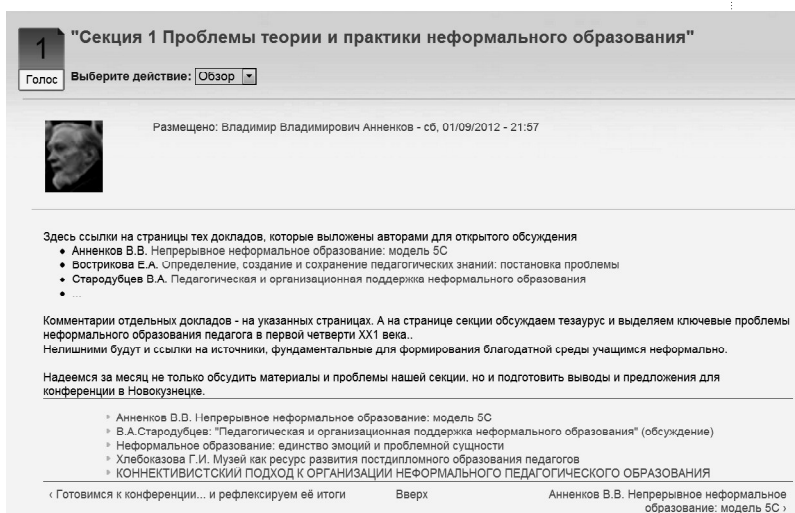 1
Голос
"Секция 1 Проблемы теории и практики неформального образования"
Выберите действие: Обзор
Размещено: Владимир Владимирович Анненков - сб, 01/09/2012 - 21:57
Здесь ссылки на страницы тех докладов, которые выложены авторами для открытого обсуждения
• Анненков В.В. Непрерывное неформальное образование: модель 5С
• Вострикова Е.А. Определение, создание и сохранение педагогических знаний: постановка проблемы
• Стародубцев В.А. Педагогическая и организационная поддержка неформального образования
• ...
Комментарии отдельных докладов - на указанных страницах. А на странице секции обсуждаем тезаурус и выделяем ключевые проблемы
неформального образования педагога в первой четверти XX1 века..
Нелишними будут и ссылки на источники, фундаментальные для формирования благодатной среды учащимся неформально.
Надеемся за месяц не только обсудить материалы и проблемы нашей секции, но и подготовить выводы и предложения для
конференции в Новокузнецке.
Анненков В.В. Непрерывное неформальное образование: модель 5С
В.А.Стародубцев: "Педагогическая и организационная поддержка неформального образования" (обсуждение)
Неформальное образование: единство эмоций и проблемной сущности
Хлебоказова Г.И. Музей как ресурс развития постдипломного образования педагогов
КОННЕКТИВИСТСКИЙ ПОДХОД К ОРГАНИЗАЦИИ НЕФОРМАЛЬНОГО ПЕДАГОГИЧЕСКОГО ОБРАЗОВАНИЯ
‹ Готовимся к конференции... и рефлексируем её итоги
Вверх
Анненков В.В. Непрерывное неформальное
образование: модель 5С ›